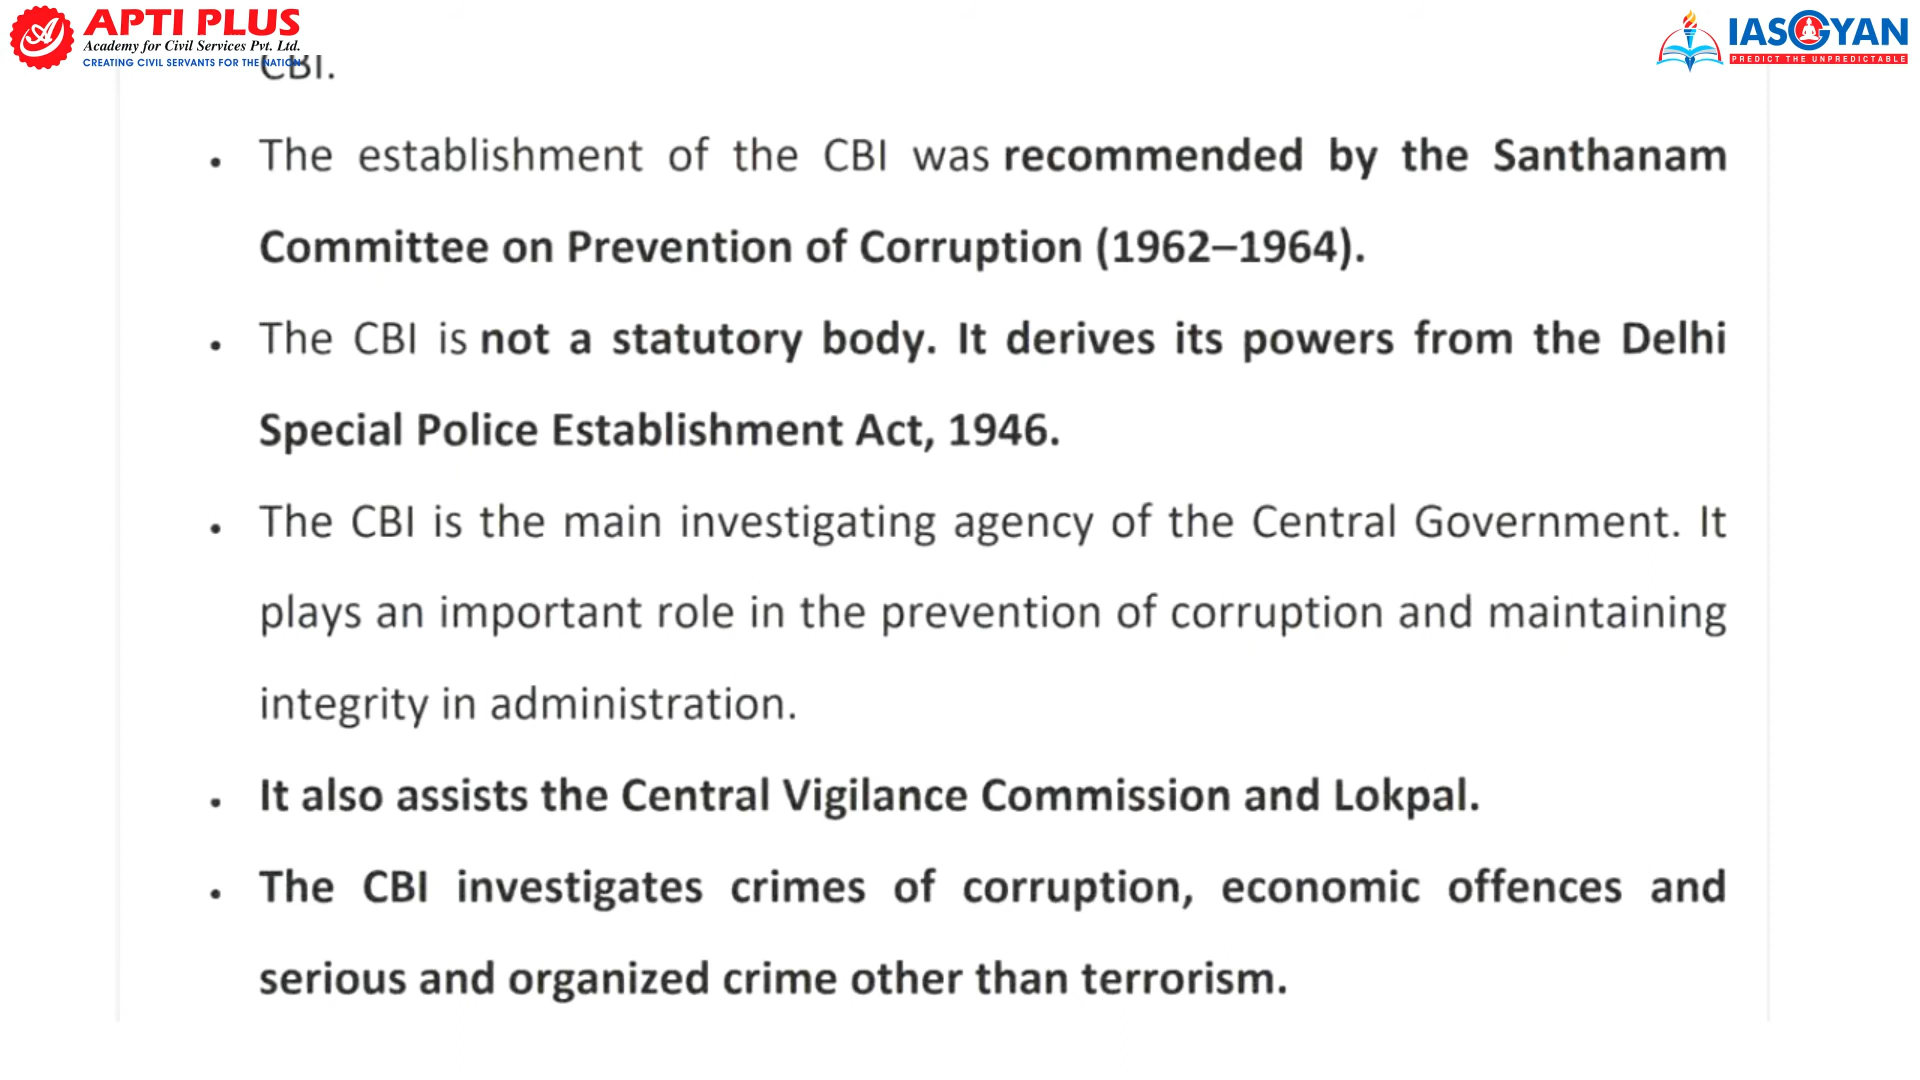 APTI PLUS
Academy for Civil Services Pvt. Ltd.
CREATING CIVIL SERVANTS FOR THE NATION
IASGYAN
PREDICT THE UNPREDICTABLE
CBI.
• The establishment of the CBI was recommended by the Santhanam
Committee on Prevention of Corruption (1962–1964).
• The CBI is not a statutory body. It derives its powers from the Delhi
Special Police Establishment Act, 1946.
• The CBI is the main investigating agency of the Central Government. It
plays an important role in the prevention of corruption and maintaining
integrity in administration.
• It also assists the Central Vigilance Commission and Lokpal.
• The CBI investigates crimes of corruption, economic offences and
serious and organized crime other than terrorism.